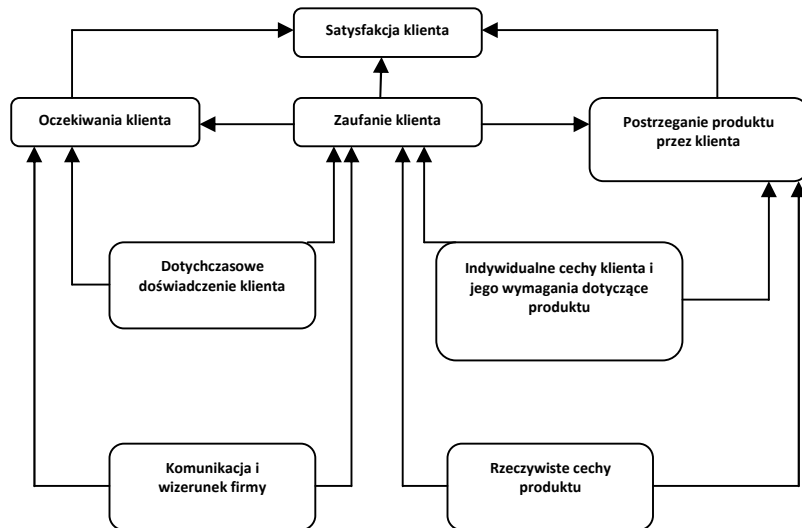 Satysfakcja klienta
Oczekiwania klienta
Zaufanie klienta
Postrzeganie produktu
przez klienta
Dotychczasowe
doświadczenie klienta
Indywidualne cechy klienta i
jego wymagania dotyczące
produktu
Komunikacja i
wizerunek firmy
Rzeczywiste cechy
produktu